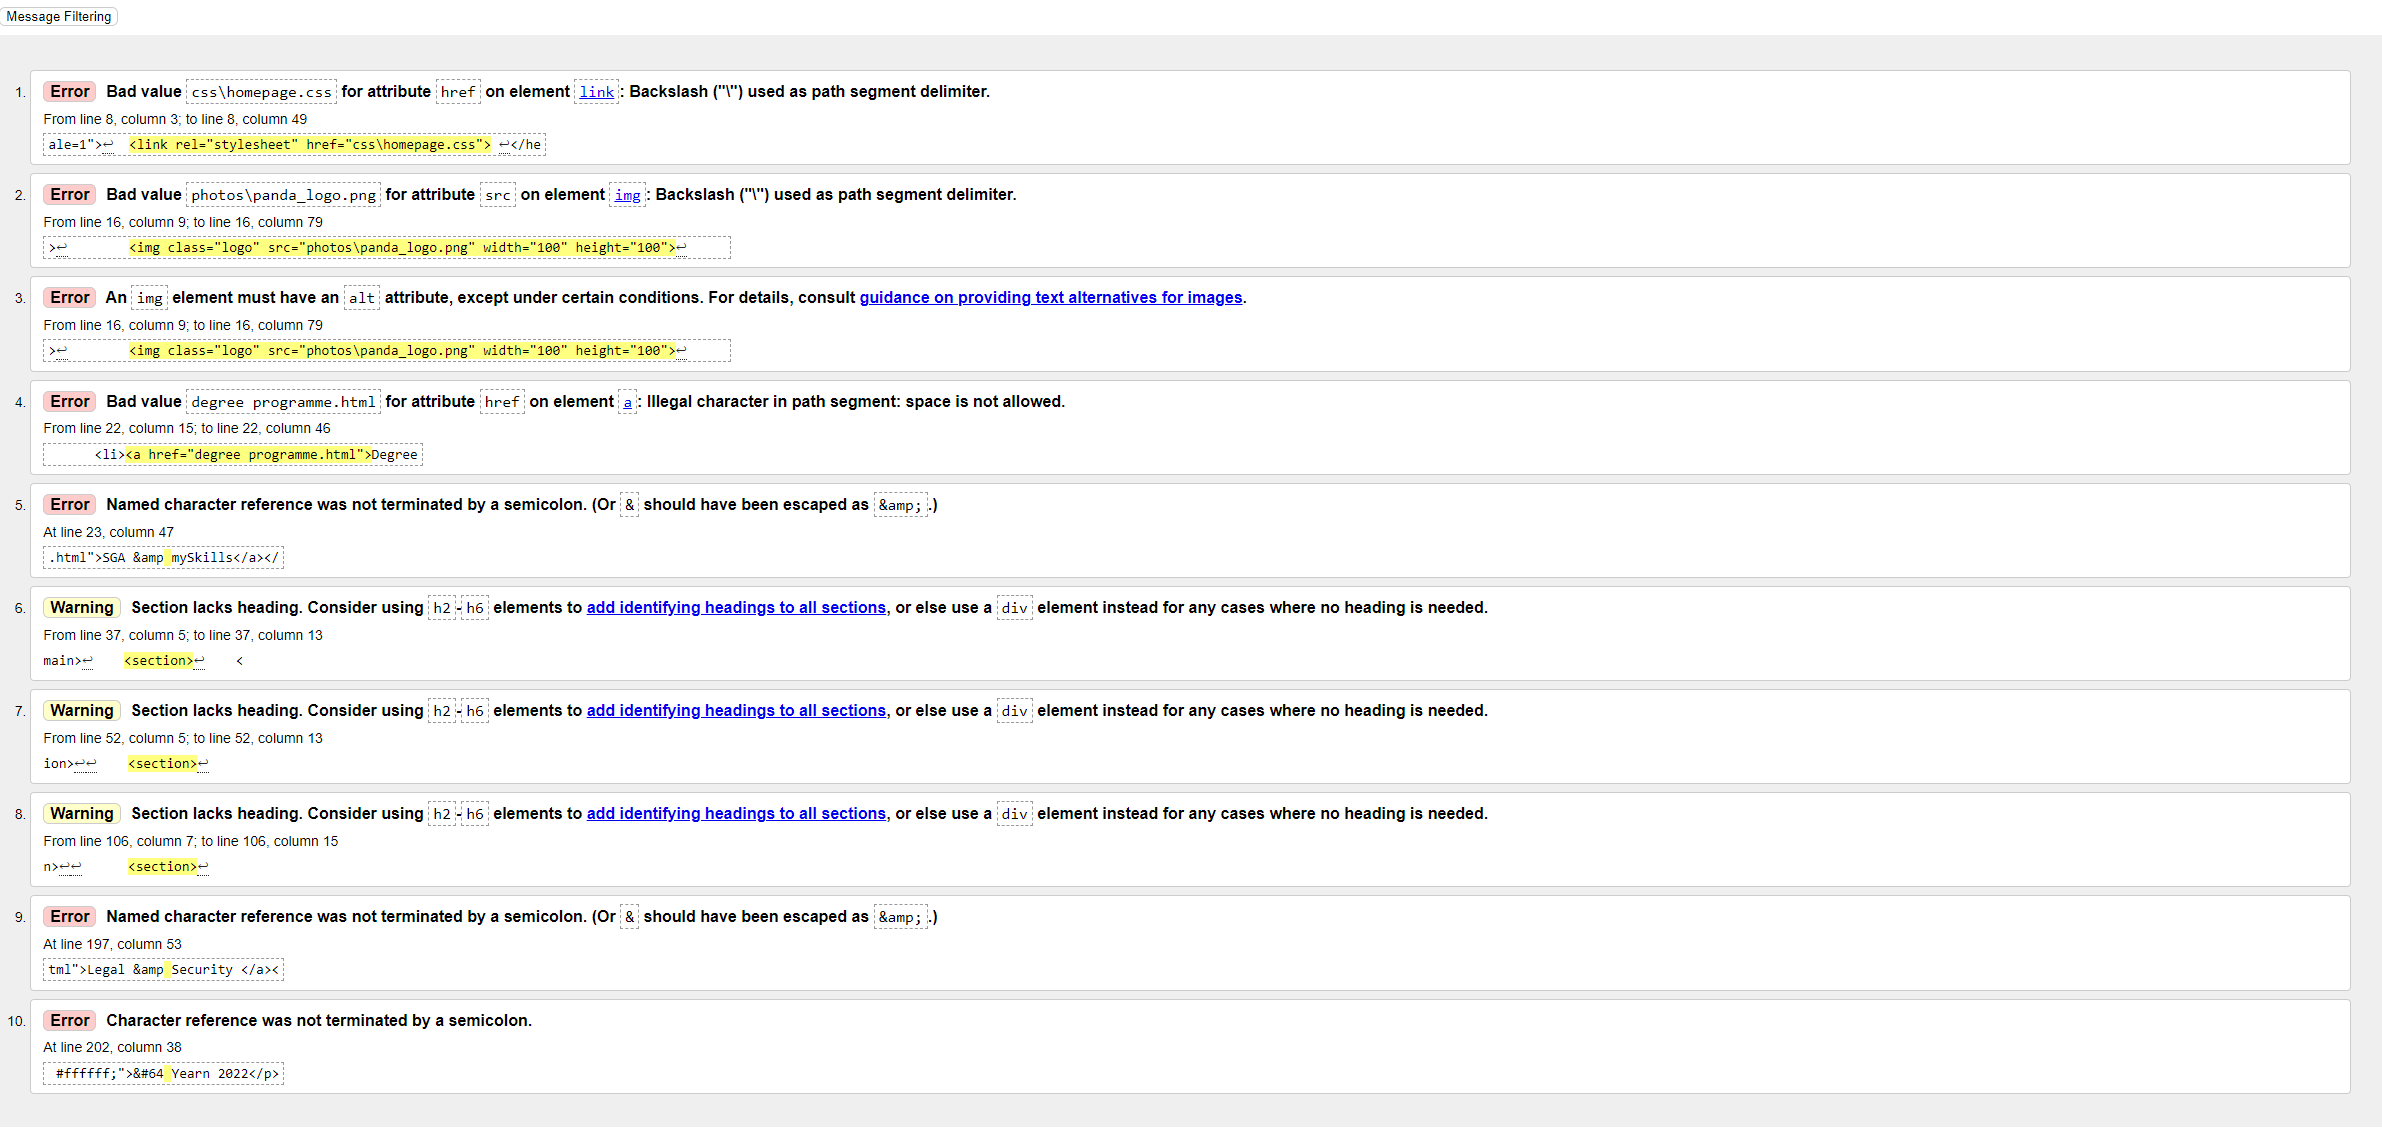 Message Filtering
1. Error Bad value css\homepage.css for attribute href on element link: Backslash ("\") used as path segment delimiter.
From line 8, column 3; to line 8, column 49
ale=1">↩  <link rel="stylesheet" href="css\homepage.css"> ↩</he
2. Error Bad value photos\panda_logo.png for attribute src on element img: Backslash ("\") used as path segment delimiter.
From line 16, column 9; to line 16, column 79
>↩        <img class="logo" src="photos\panda_logo.png" width="100" height="100">↩
3. Error An img element must have an alt attribute, except under certain conditions. For details, consult guidance on providing text alternatives for images.
From line 16, column 9; to line 16, column 79
>↩        <img class="logo" src="photos\panda_logo.png" width="100" height="100">↩
4. Error Bad value degree programme.html for attribute href on element a: Illegal character in path segment: space is not allowed.
From line 22, column 15; to line 22, column 46
<li><a href="degree programme.html">Degree
5. Error Named character reference was not terminated by a semicolon. (Or & should have been escaped as &amp;.)
At line 23, column 47
.html">SGA &amp mySkills</a></
6. Warning Section lacks heading. Consider using h2-h6 elements to add identifying headings to all sections, or else use a div element instead for any cases where no heading is needed.
From line 37, column 5; to line 37, column 13
main>↩    <section>↩    <
7. Warning Section lacks heading. Consider using h2-h6 elements to add identifying headings to all sections, or else use a div element instead for any cases where no heading is needed.
From line 52, column 5; to line 52, column 13
ion>↩↩    <section>↩
8. Warning Section lacks heading. Consider using h2-h6 elements to add identifying headings to all sections, or else use a div element instead for any cases where no heading is needed.
From line 106, column 7; to line 106, column 15
n>↩↩      <section>↩
9. Error Named character reference was not terminated by a semicolon. (Or & should have been escaped as &amp;.)
At line 197, column 53
tml">Legal &amp Security </a><
10. Error Character reference was not terminated by a semicolon.
At line 202, column 38
#ffffff;">&#64 Yearn 2022</p>